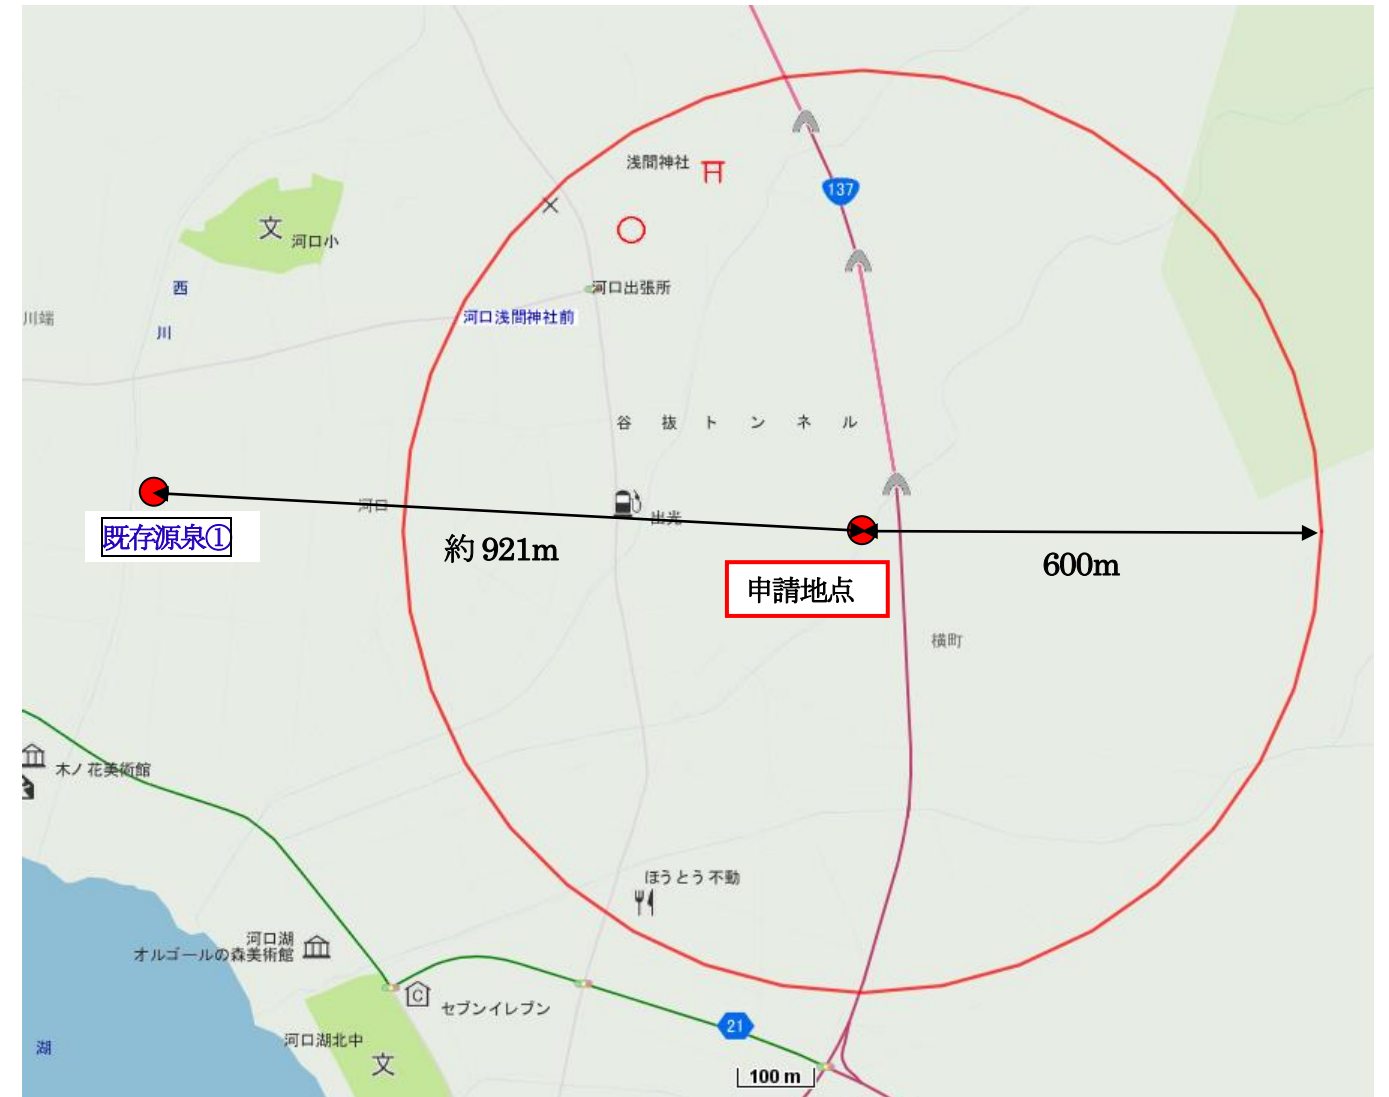 浅間神社
137
文
河口小
西
河口出張所
川端
河口浅間神社前
川
谷抜トンネル
河口
出光
既存源泉①
約921m
600m
申請地点
横町
木ノ花美術館
ほうとう不動
河口湖
オルゴールの森美術館
C
セブンイレブン
21
河口湖北中
湖
文
100 m